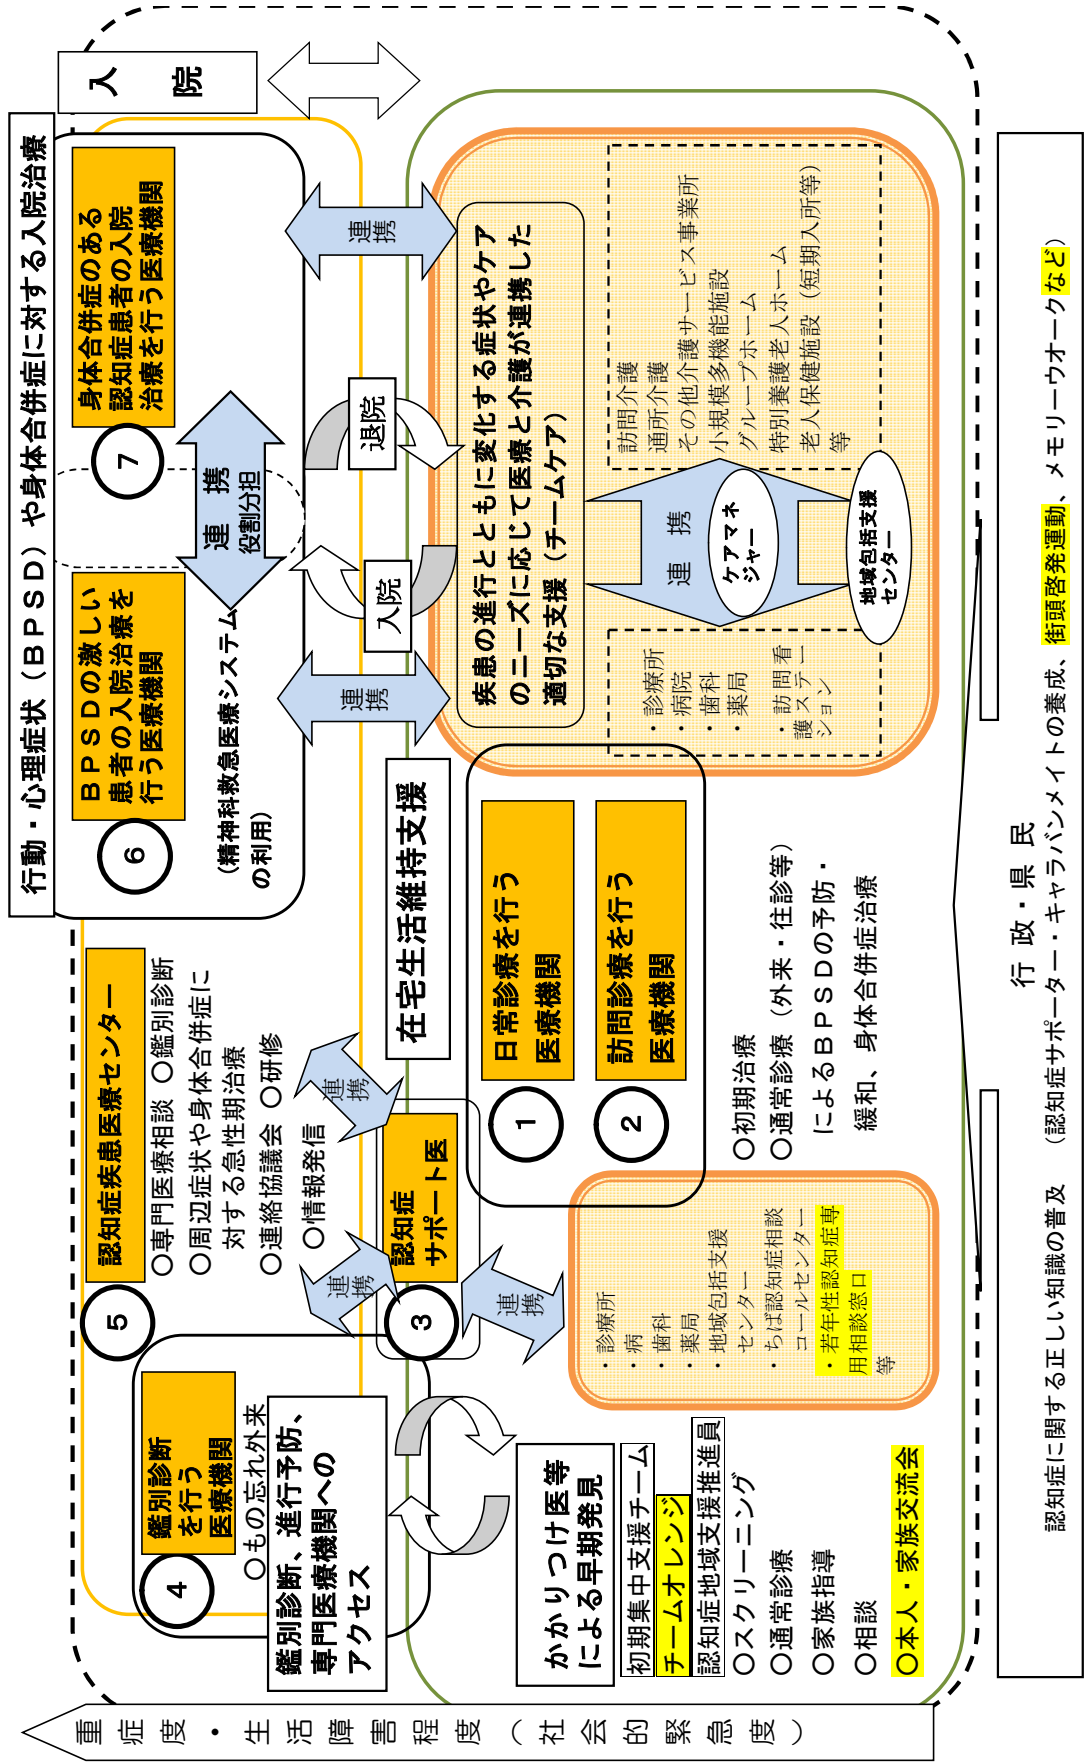 重症度・生活障害程度（社会的緊急度）
行動・心理症状（ＢＰＳＤ）や身体合併症に対する入院治療
入　院
4
鑑別診断
を行う
医療機関
○もの忘れ外来
鑑別診断、進行予防、
専門医療機関への
アクセス
5
認知症疾患医療センター
○専門医療相談 ○鑑別診断
○周辺症状や身体合併症に
対する急性期治療
○連絡協議会 ○研修
○情報発信
6
ＢＰＳＤの激しい
患者の入院治療を
行う医療機関
（精神科救急医療システム
の利用）
連　携
役割分担
7
身体合併症のある
認知症患者の入院
治療を行う医療機関
連携
連携
連携
連携
連携
入院
退院
3
認知症
サポート医
在宅生活維持支援
かかりつけ医等
による早期発見
初期集中支援チーム
チームオレンジ
認知症地域支援推進員
○スクリーニング
○通常診療
○家族指導
○相談
○本人・家族交流会
・診療所
・病
・歯科
・薬局
・地域包括支援
センター
・ちば認知症相談
コールセンター
・若年性認知症専
用相談窓口
等
1
日常診療を行う
医療機関
2
訪問診療を行う
医療機関
○初期治療
○通常診療（外来・往診等）
によるＢＰＳＤの予防・
緩和、身体合併症治療
疾患の進行とともに変化する症状やケア
のニーズに応じて医療と介護が連携した
適切な支援（チームケア）
・診療所
・病院
・歯科
・薬局
・訪問看
護ステー
ション
連　携
ケアマネ
ジャー
地域包括支援
センター
訪問介護
通所介護
その他介護サービス事業所
小規模多機能施設
グループホーム
特別養護老人ホーム
老人保健施設（短期入所等）
等
行 政・県 民
認知症に関する正しい知識の普及　（認知症サポーター・キャラバンメイトの養成、街頭啓発運動、メモリーウオークなど）